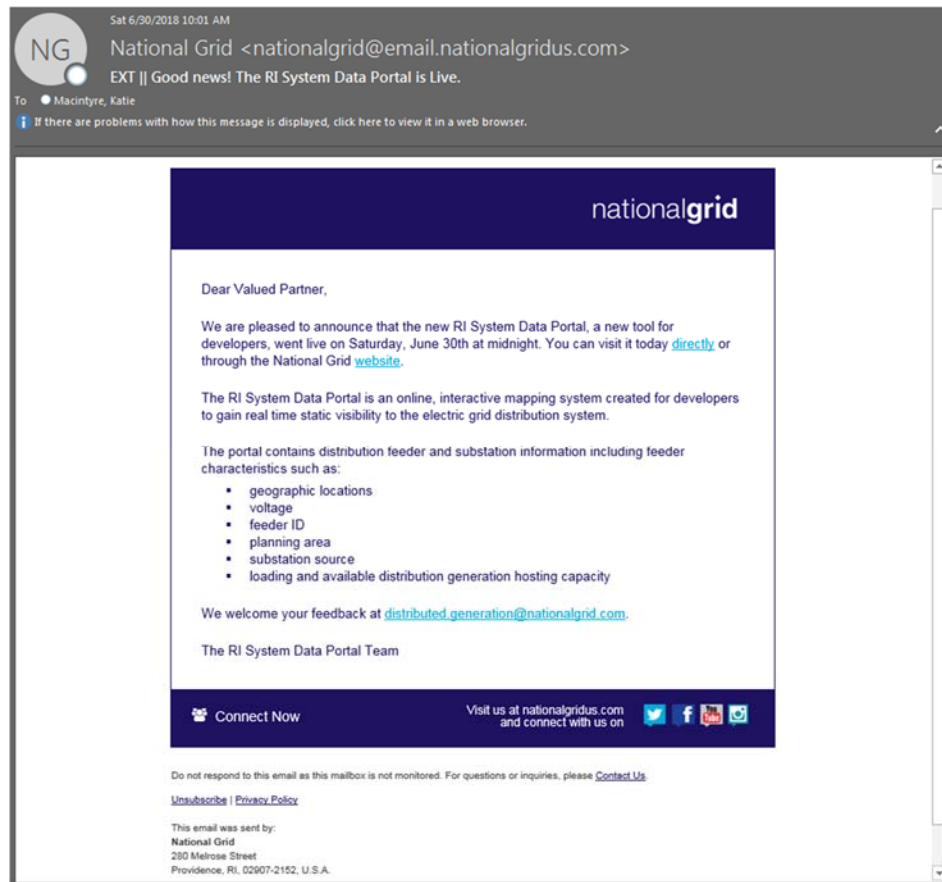 Sat 6/30/2018 10:01 AM
NG
National Grid <nationalgrid@email.nationalgridus.com>
EXT || Good news! The RI System Data Portal is Live.
To Macintyre, Katie
If there are problems with how this message is displayed, click here to view it in a web browser.
nationalgrid
Dear Valued Partner,
We are pleased to announce that the new RI System Data Portal, a new tool for
developers, went live on Saturday, June 30th at midnight. You can visit it today directly or
through the National Grid website.
The RI System Data Portal is an online, interactive mapping system created for developers
to gain real time static visibility to the electric grid distribution system.
The portal contains distribution feeder and substation information including feeder
characteristics such as:
▪ geographic locations
▪ voltage
▪ feeder ID
▪ planning area
▪ substation source
▪ loading and available distribution generation hosting capacity
We welcome your feedback at distributed.generation@nationalgrid.com.
The RI System Data Portal Team
Connect Now
Visit us at nationalgridus.com
and connect with us on
You Tube
Do not respond to this email as this mailbox is not monitored. For questions or inquiries, please Contact Us.
Unsubscribe | Privacy Policy
This email was sent by:
National Grid
280 Melrose Street
Providence, RI, 02907-2152, U.S.A.